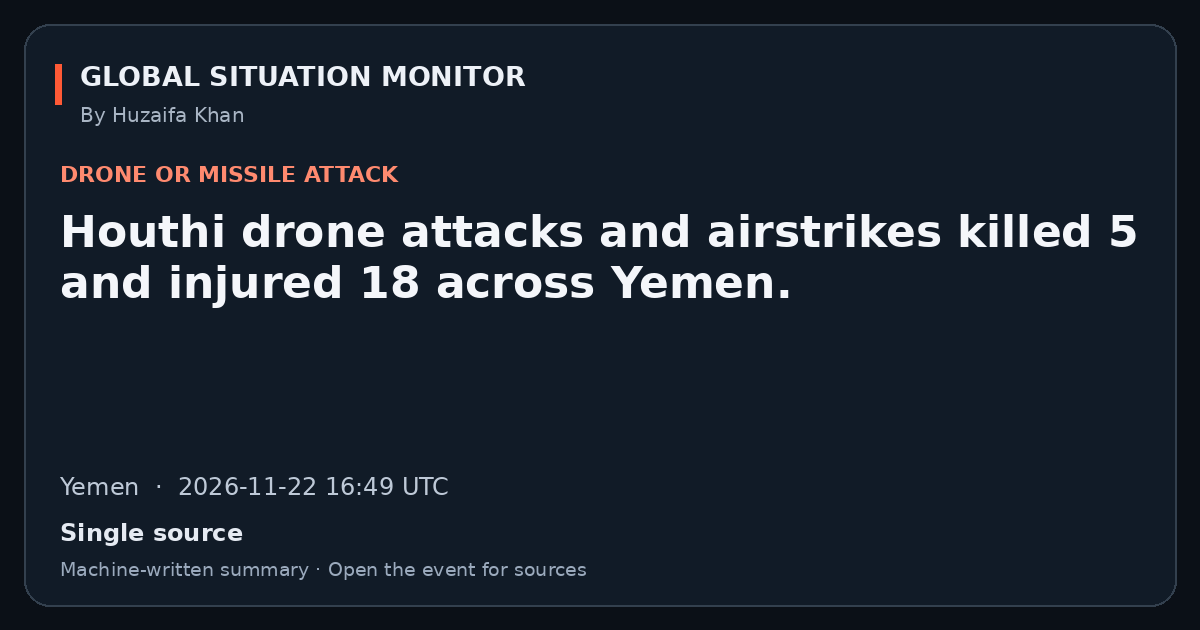 GLOBAL SITUATION MONITOR
By Huzaifa Khan
DRONE OR MISSILE ATTACK
Houthi drone attacks and airstrikes killed 5
and injured 18 across Yemen.
Yemen · 2026-11-22 16:49 UTC
Single source
Machine-written summary · Open the event for sources